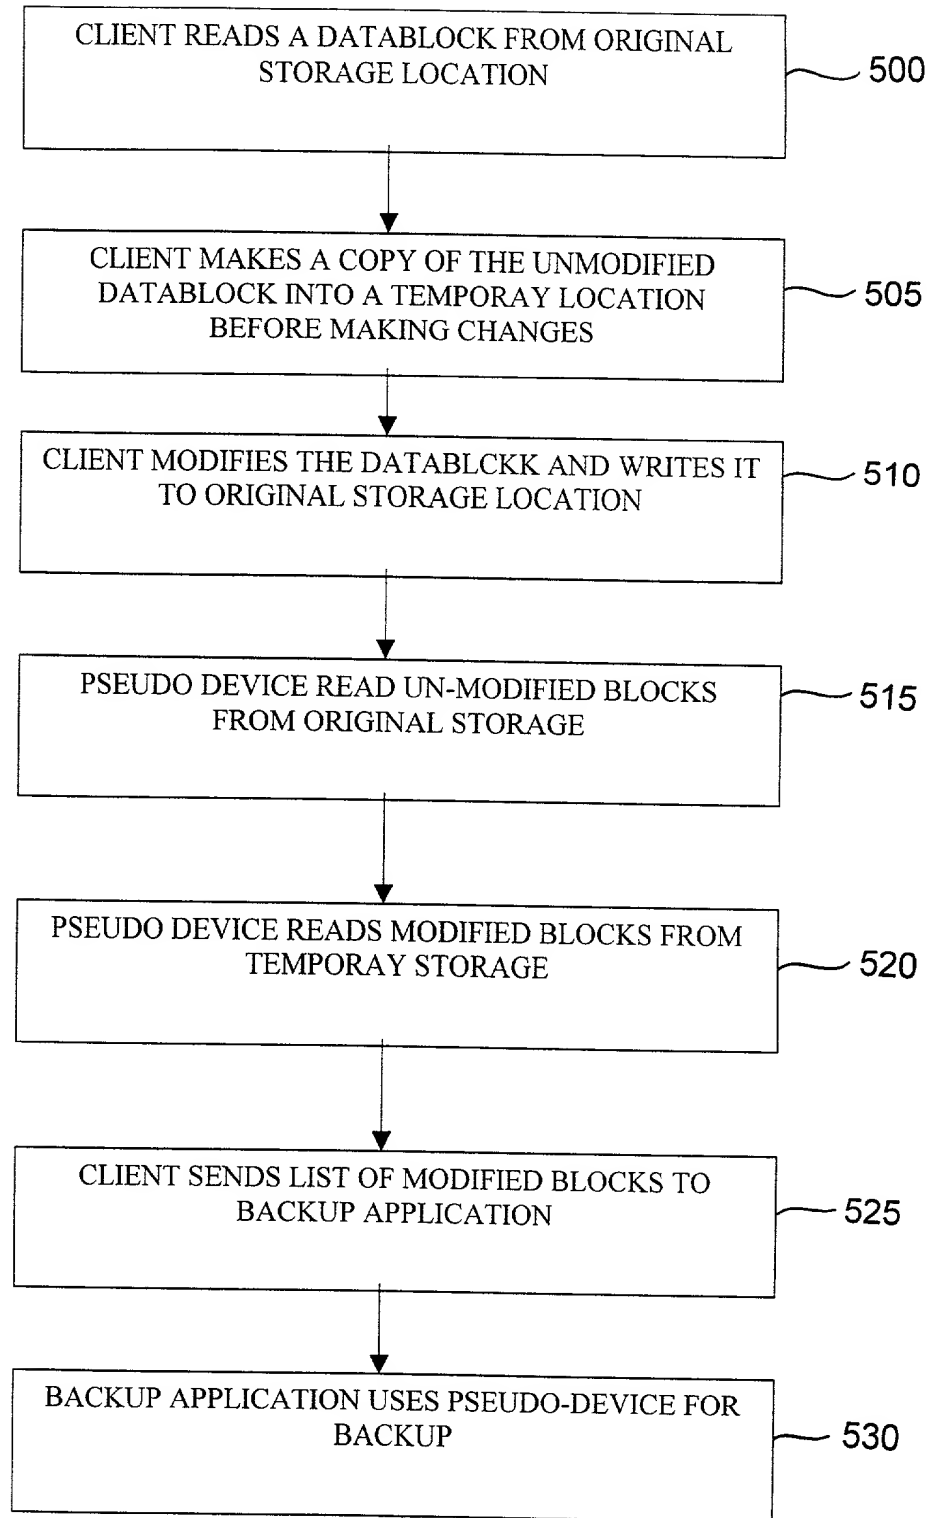 CLIENT READS A DATABLOCK FROM ORIGINAL
STORAGE LOCATION
500
CLIENT MAKES A COPY OF THE UNMODIFIED
DATABLOCK INTO A TEMPORAY LOCATION
BEFORE MAKING CHANGES
505
CLIENT MODIFIES THE DATABLCKK AND WRITES IT
TO ORIGINAL STORAGE LOCATION
510
PSEUDO DEVICE READ UN-MODIFIED BLOCKS
FROM ORIGINAL STORAGE
515
PSEUDO DEVICE READS MODIFIED BLOCKS FROM
TEMPORAY STORAGE
520
CLIENT SENDS LIST OF MODIFIED BLOCKS TO
BACKUP APPLICATION
525
BACKUP APPLICATION USES PSEUDO-DEVICE FOR
BACKUP
530